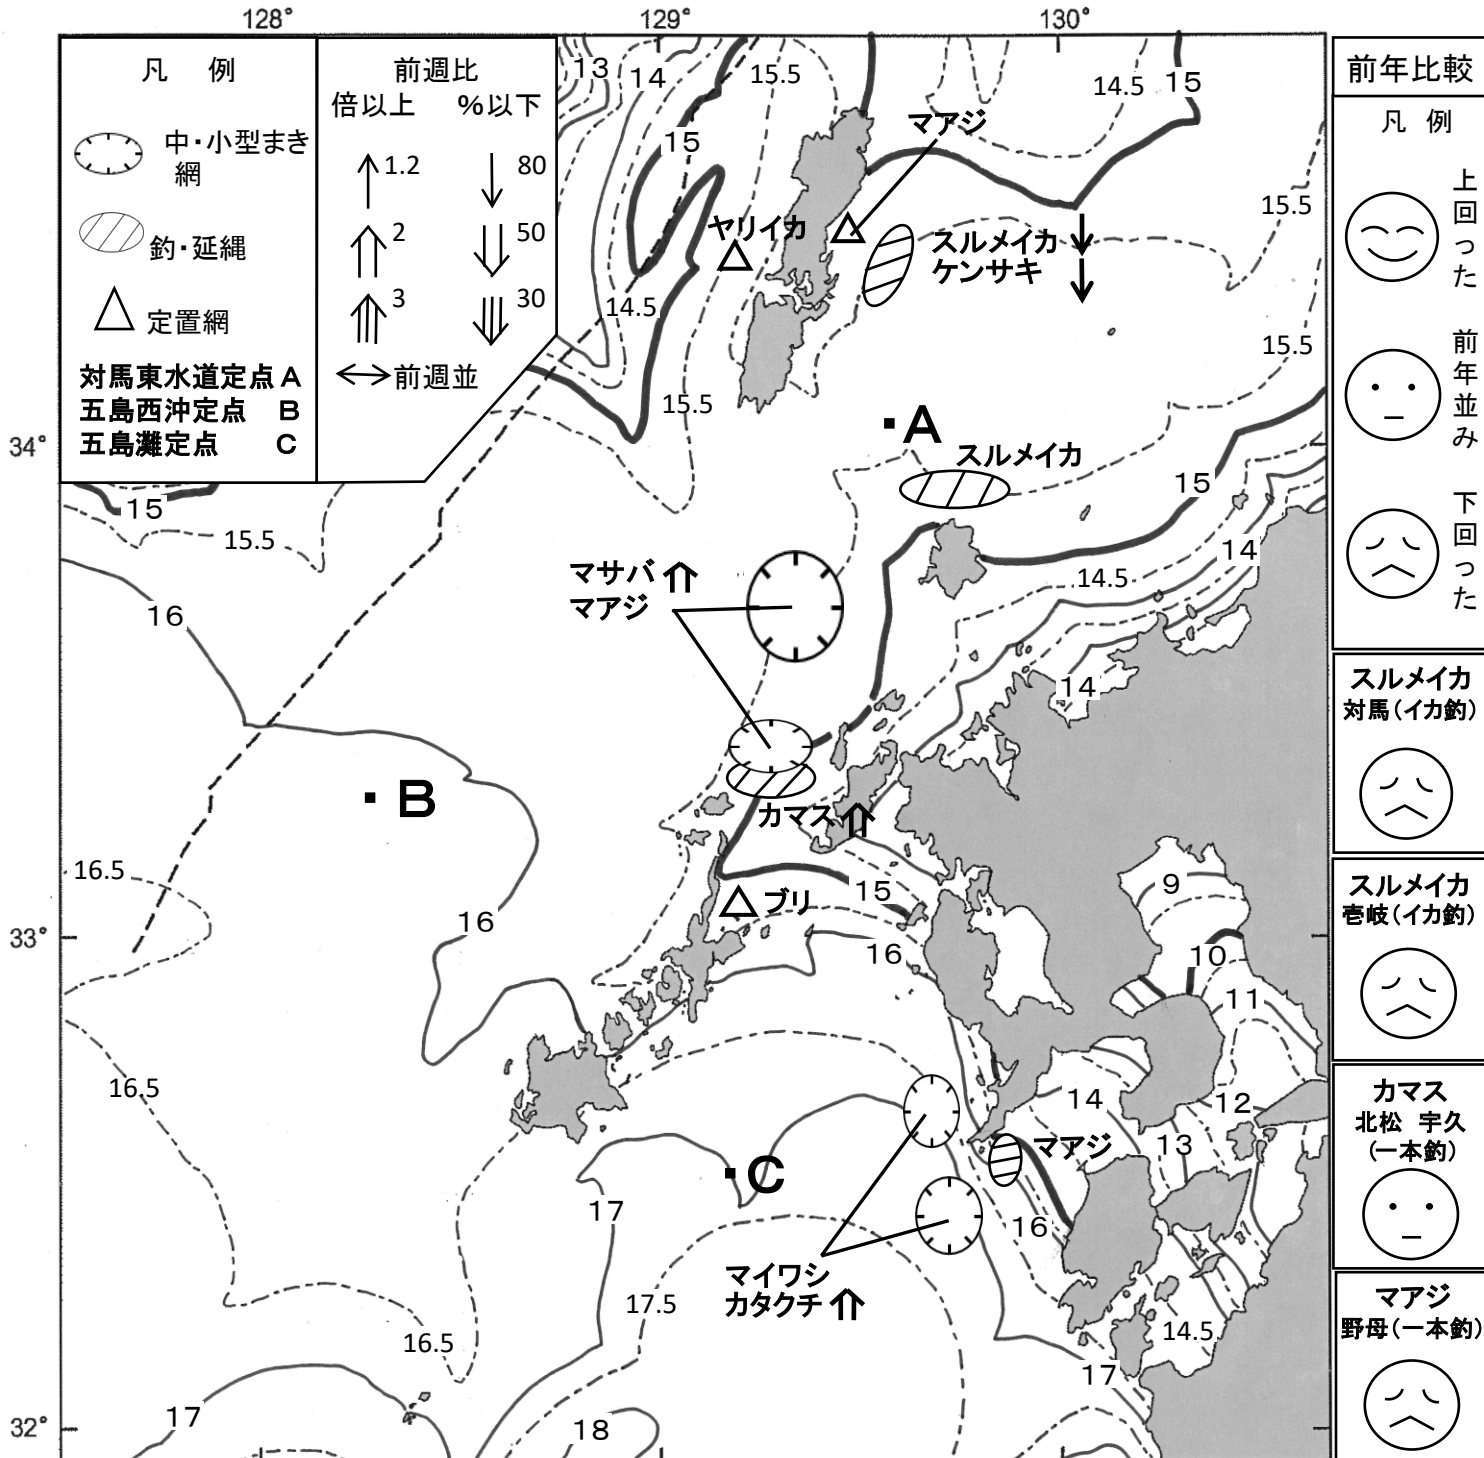 128°
129°
130°
凡 例
中・小型まき
網
釣・延縄
定置網
対馬東水道定点 A
五島西沖定点 B
五島灘定点 C
前週比
倍以上 %以下
1.2 80
2 50
3 30
前週並
13
14
15.5
15
14.5
15
マアジ
ヤリイカ
スルメイカ
ケンサキ
15.5
14.5
15.5
15.5
34°
A
スルメイカ
15
15
15.5
14
14.5
マサバ
マアジ
16
14
B
カマス
16.5
15
9
ブリ
16
33°
16
10
11
16.5
14
12
マアジ
13
C
17
16
マイワシ
カタクチ
17.5
16.5
14.5
17
17
32°
18
前年比較
凡 例
上回った
前年並み
下回った
スルメイカ
対馬(イカ釣)
スルメイカ
壱岐(イカ釣)
カマス
北松 宇久
(一本釣)
マアジ
野母(一本釣)